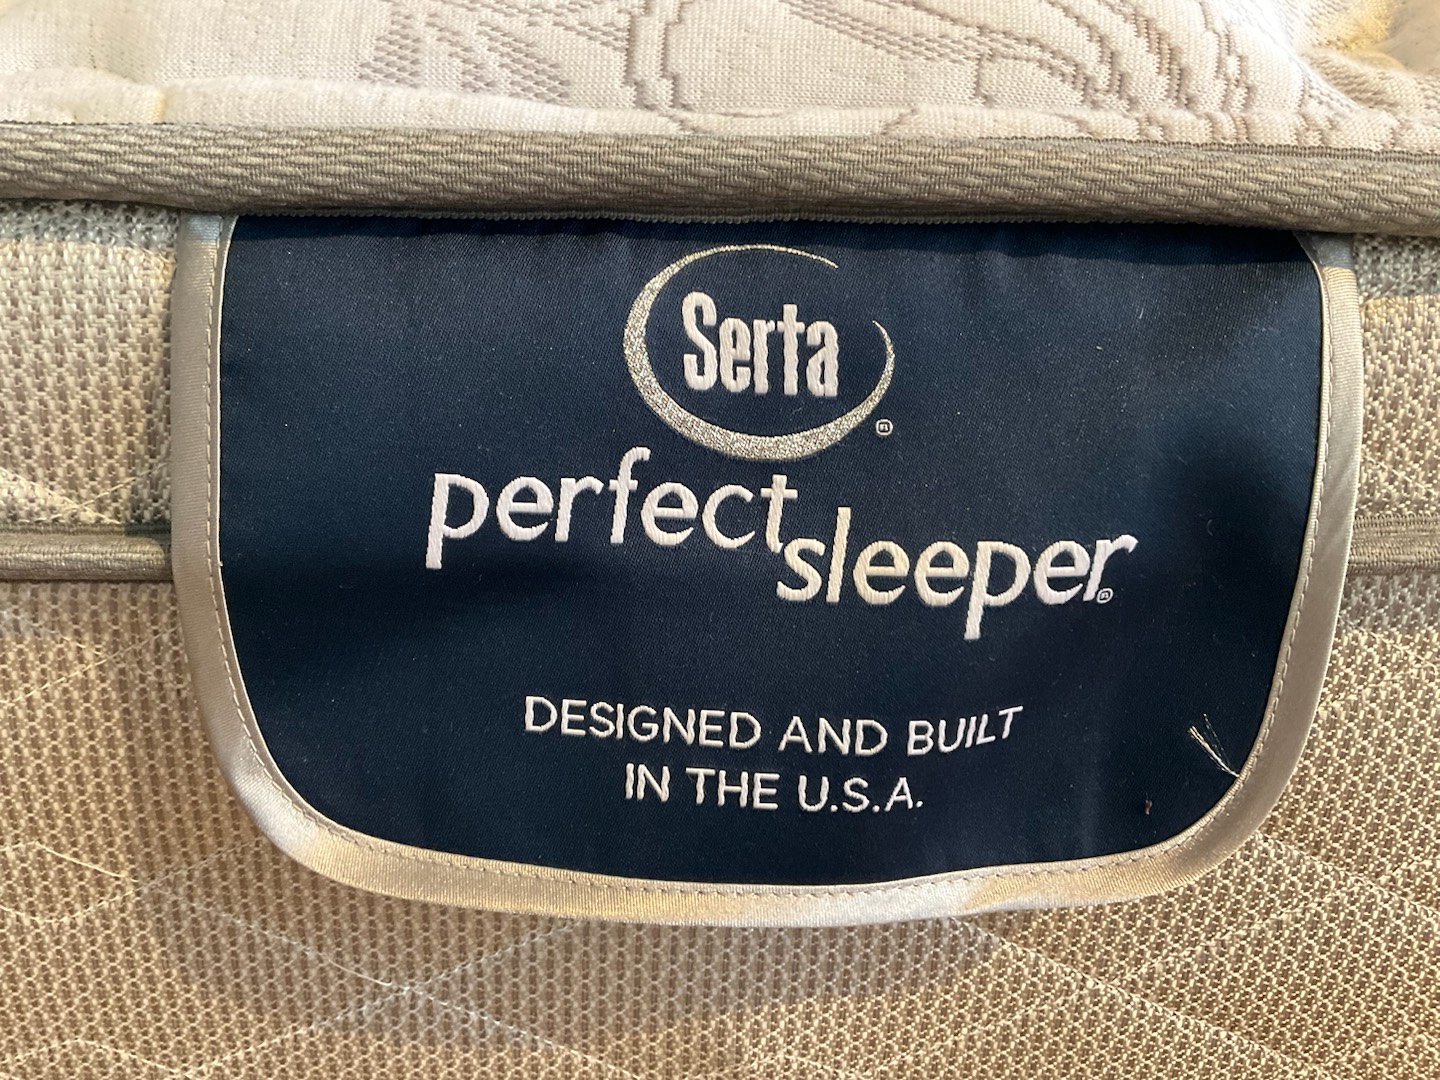 Serta®
perfect
sleeper®
DESIGNED AND BUILT
IN THE U.S.A.